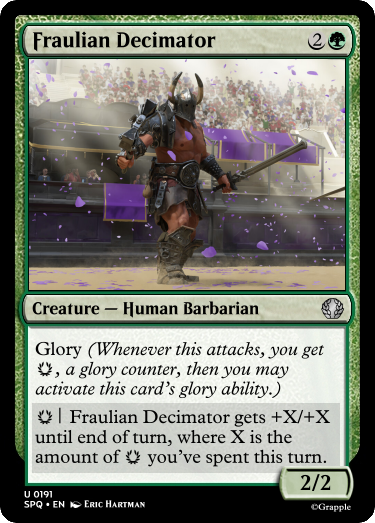 Fraulian Decimator 2
Creature — Human Barbarian
Glory (Whenever this attacks, you get
, a glory counter, then you may
activate this card's glory ability.)
| Fraulian Decimator gets +X/+X
until end of turn, where X is the
amount of you've spent this turn.
2/2
U 0191
SPQ • EN Eric Hartman
©Grapple